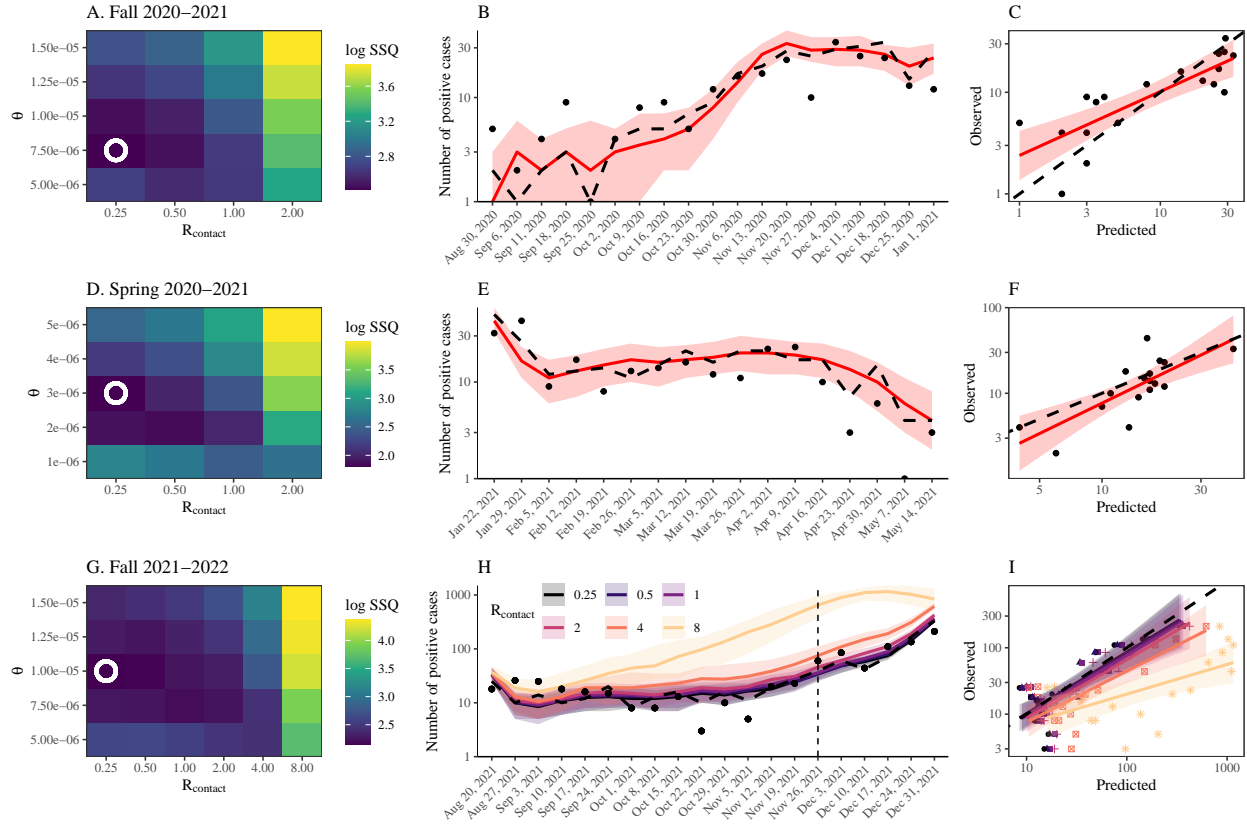 A. Fall 2020–2021
θ
1.50e−05
1.25e−05
1.00e−05
7.50e−06
5.00e−06
0.25
0.50
1.00
2.00
Rcontact
log SSQ
3.6
3.2
2.8
B
Number of positive cases
30
10
3
1
Aug 30, 2020
Sep 6, 2020
Sep 11, 2020
Sep 18, 2020
Sep 25, 2020
Oct 2, 2020
Oct 9, 2020
Oct 16, 2020
Oct 23, 2020
Oct 30, 2020
Nov 6, 2020
Nov 13, 2020
Nov 20, 2020
Nov 27, 2020
Dec 4, 2020
Dec 11, 2020
Dec 18, 2020
Dec 25, 2020
Jan 1, 2021
C
Observed
30
10
3
1
1
3
10
30
Predicted
D. Spring 2020–2021
θ
5e−06
4e−06
3e−06
2e−06
1e−06
0.25
0.50
1.00
2.00
Rcontact
log SSQ
3.5
3.0
2.5
2.0
E
Number of positive cases
30
10
3
1
Jan 22, 2021
Jan 29, 2021
Feb 5, 2021
Feb 12, 2021
Feb 19, 2021
Feb 26, 2021
Mar 5, 2021
Mar 12, 2021
Mar 19, 2021
Mar 26, 2021
Apr 2, 2021
Apr 9, 2021
Apr 16, 2021
Apr 23, 2021
Apr 30, 2021
May 7, 2021
May 14, 2021
F
Observed
100
30
10
3
5
10
30
Predicted
G. Fall 2021–2022
θ
1.50e−05
1.25e−05
1.00e−05
7.50e−06
5.00e−06
0.25
0.50
1.00
2.00
4.00
8.00
Rcontact
log SSQ
4.0
3.5
3.0
2.5
H
Number of positive cases
1000
100
10
1
Rcontact
0.25
0.5
1
2
4
8
Aug 20, 2021
Aug 27, 2021
Sep 3, 2021
Sep 10, 2021
Sep 17, 2021
Sep 24, 2021
Oct 1, 2021
Oct 8, 2021
Oct 15, 2021
Oct 22, 2021
Oct 29, 2021
Nov 5, 2021
Nov 12, 2021
Nov 19, 2021
Nov 26, 2021
Dec 3, 2021
Dec 10, 2021
Dec 17, 2021
Dec 24, 2021
Dec 31, 2021
I
Observed
300
100
30
10
3
10
100
1000
Predicted